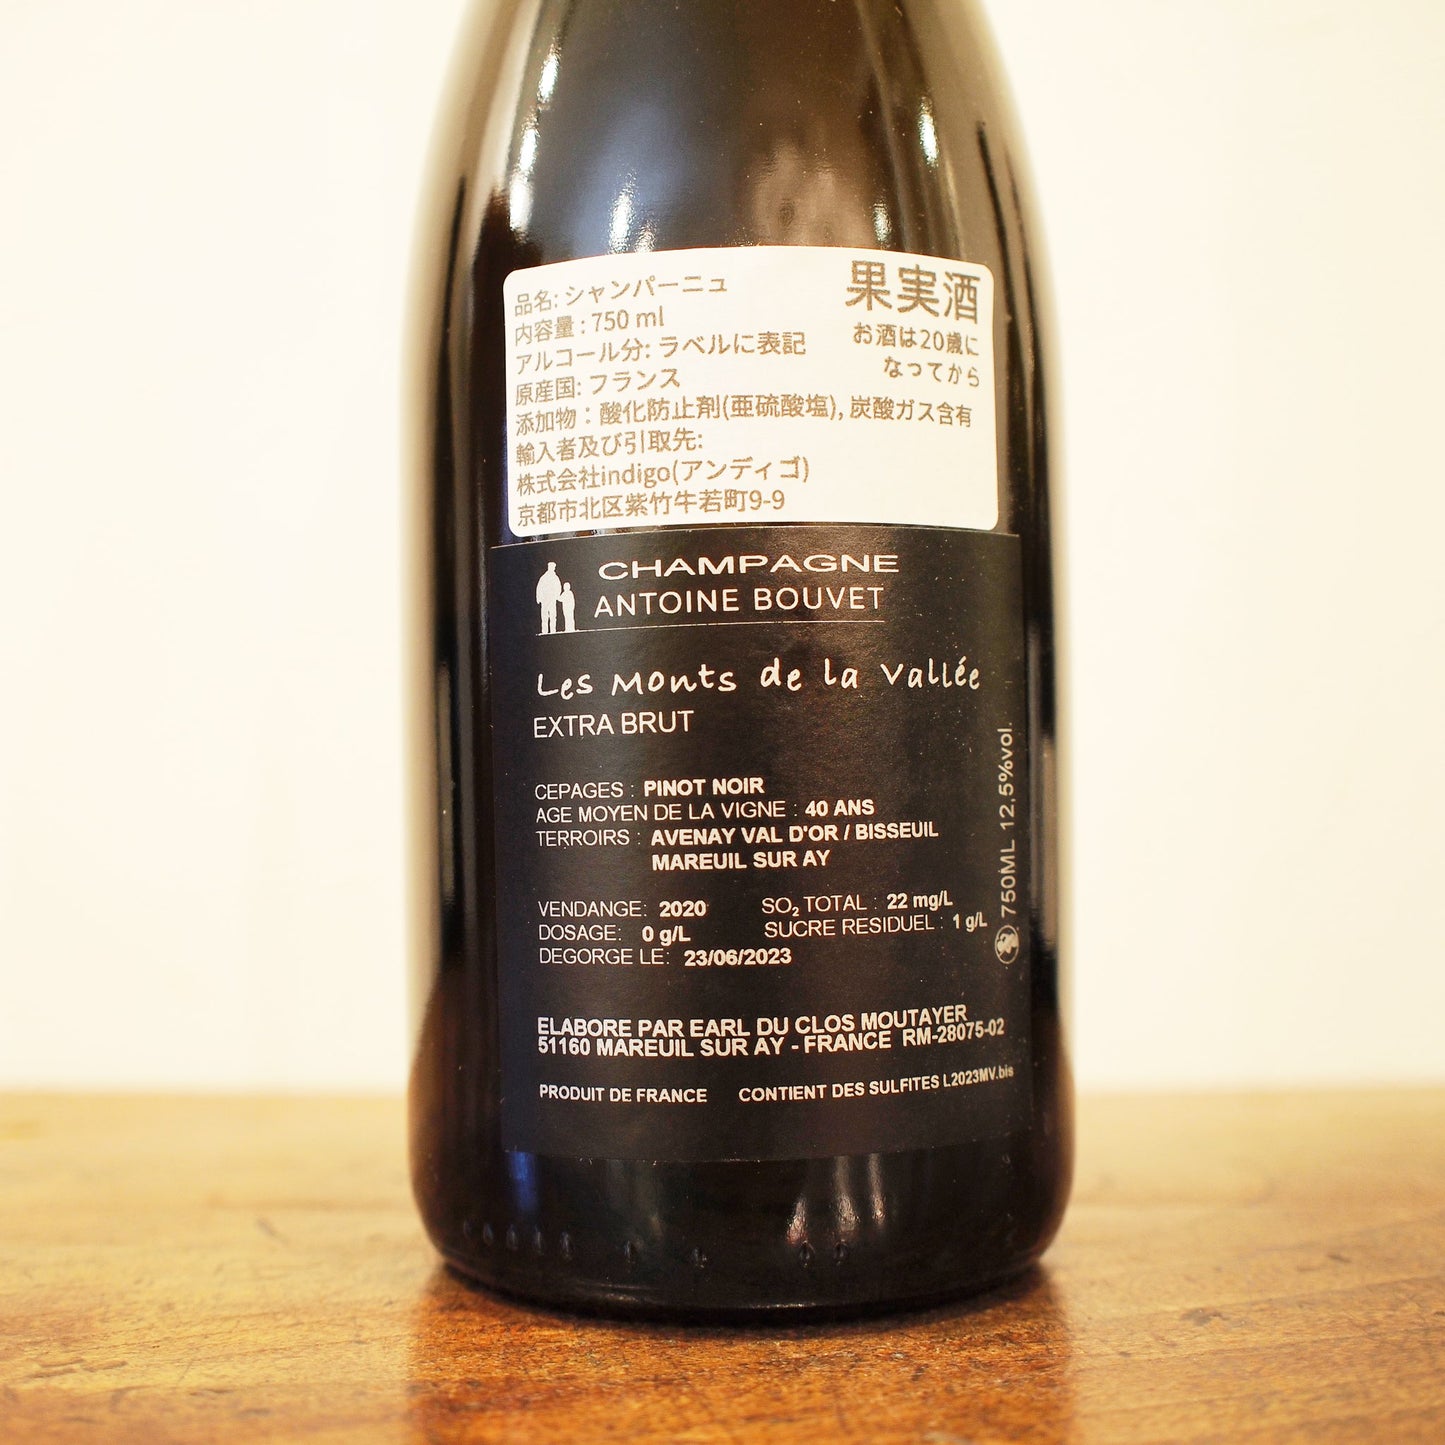 品名: シャンパーニュ
果実酒
内容量 : 750 ml
お酒は20歳に
なってから
アルコール分: ラベルに表記
原産国: フランス
添加物 : 酸化防止剤(亜硫酸塩), 炭酸ガス含有
輸入者及び引取先:
株式会社indigo(アンディゴ)
京都市北区紫竹牛若町9-9
CHAMPAGNE
ANTOINE BOUVET
Les Monts de la Vallée
EXTRA BRUT
CEPAGES : PINOT NOIR
AGE MOYEN DE LA VIGNE : 40 ANS
TERROIRS : AVENAY VAL D'OR / BISSEUIL
MAREUIL SUR AY
VENDANGE: 2020 SO₂ TOTAL : 22 mg/L
DOSAGE: 0 g/L SUCRE RESIDUEL : 1 g/L
DEGORGE LE: 23/06/2023
750ML 12,5%vol.
ELABORE PAR EARL DU CLOS MOUTAYER
51160 MAREUIL SUR AY - FRANCE RM-28075-02
PRODUIT DE FRANCE CONTIENT DES SULFITES L2023MV.bis